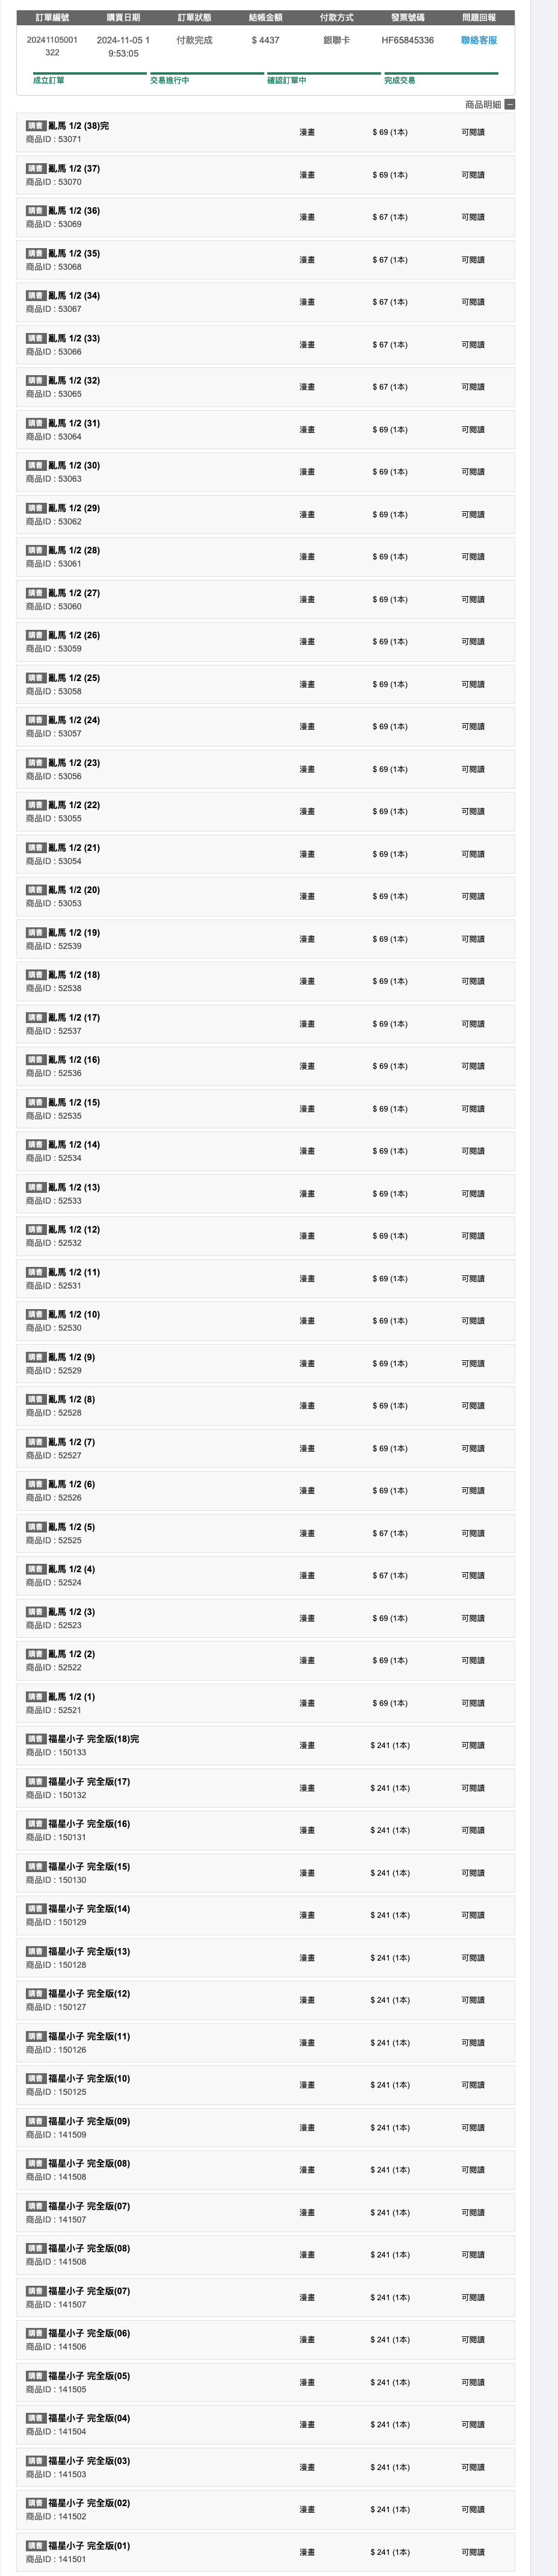 訂單編號 購買日期 訂單狀態 結帳金額 付款方式 發票號碼 問題回報
20241105001 2024-11-05 1 付款完成 $ 4437 銀聯卡 HF65845336 聯絡客服
322 9:53:05
成立訂單 交易進行中 確認訂單中 完成交易
商品明細
購書 亂馬 1/2 (38)完 漫畫 $ 69 (1本) 可閱讀
商品ID : 53071
購書 亂馬 1/2 (37) 漫畫 $ 69 (1本) 可閱讀
商品ID : 53070
購書 亂馬 1/2 (36) 漫畫 $ 67 (1本) 可閱讀
商品ID : 53069
購書 亂馬 1/2 (35) 漫畫 $ 67 (1本) 可閱讀
商品ID : 53068
購書 亂馬 1/2 (34) 漫畫 $ 67 (1本) 可閱讀
商品ID : 53067
購書 亂馬 1/2 (33) 漫畫 $ 67 (1本) 可閱讀
商品ID : 53066
購書 亂馬 1/2 (32) 漫畫 $ 67 (1本) 可閱讀
商品ID : 53065
購書 亂馬 1/2 (31) 漫畫 $ 69 (1本) 可閱讀
商品ID : 53064
購書 亂馬 1/2 (30) 漫畫 $ 69 (1本) 可閱讀
商品ID : 53063
購書 亂馬 1/2 (29) 漫畫 $ 69 (1本) 可閱讀
商品ID : 53062
購書 亂馬 1/2 (28) 漫畫 $ 69 (1本) 可閱讀
商品ID : 53061
購書 亂馬 1/2 (27) 漫畫 $ 69 (1本) 可閱讀
商品ID : 53060
購書 亂馬 1/2 (26) 漫畫 $ 69 (1本) 可閱讀
商品ID : 53059
購書 亂馬 1/2 (25) 漫畫 $ 69 (1本) 可閱讀
商品ID : 53058
購書 亂馬 1/2 (24) 漫畫 $ 69 (1本) 可閱讀
商品ID : 53057
購書 亂馬 1/2 (23) 漫畫 $ 69 (1本) 可閱讀
商品ID : 53056
購書 亂馬 1/2 (22) 漫畫 $ 69 (1本) 可閱讀
商品ID : 53055
購書 亂馬 1/2 (21) 漫畫 $ 69 (1本) 可閱讀
商品ID : 53054
購書 亂馬 1/2 (20) 漫畫 $ 69 (1本) 可閱讀
商品ID : 53053
購書 亂馬 1/2 (19) 漫畫 $ 69 (1本) 可閱讀
商品ID : 52539
購書 亂馬 1/2 (18) 漫畫 $ 69 (1本) 可閱讀
商品ID : 52538
購書 亂馬 1/2 (17) 漫畫 $ 69 (1本) 可閱讀
商品ID : 52537
購書 亂馬 1/2 (16) 漫畫 $ 69 (1本) 可閱讀
商品ID : 52536
購書 亂馬 1/2 (15) 漫畫 $ 69 (1本) 可閱讀
商品ID : 52535
購書 亂馬 1/2 (14) 漫畫 $ 69 (1本) 可閱讀
商品ID : 52534
購書 亂馬 1/2 (13) 漫畫 $ 69 (1本) 可閱讀
商品ID : 52533
購書 亂馬 1/2 (12) 漫畫 $ 69 (1本) 可閱讀
商品ID : 52532
購書 亂馬 1/2 (11) 漫畫 $ 69 (1本) 可閱讀
商品ID : 52531
購書 亂馬 1/2 (10) 漫畫 $ 69 (1本) 可閱讀
商品ID : 52530
購書 亂馬 1/2 (9) 漫畫 $ 69 (1本) 可閱讀
商品ID : 52529
購書 亂馬 1/2 (8) 漫畫 $ 69 (1本) 可閱讀
商品ID : 52528
購書 亂馬 1/2 (7) 漫畫 $ 69 (1本) 可閱讀
商品ID : 52527
購書 亂馬 1/2 (6) 漫畫 $ 69 (1本) 可閱讀
商品ID : 52526
購書 亂馬 1/2 (5) 漫畫 $ 67 (1本) 可閱讀
商品ID : 52525
購書 亂馬 1/2 (4) 漫畫 $ 67 (1本) 可閱讀
商品ID : 52524
購書 亂馬 1/2 (3) 漫畫 $ 69 (1本) 可閱讀
商品ID : 52523
購書 亂馬 1/2 (2) 漫畫 $ 69 (1本) 可閱讀
商品ID : 52522
購書 亂馬 1/2 (1) 漫畫 $ 69 (1本) 可閱讀
商品ID : 52521
購書 福星小子 完全版(18)完 漫畫 $ 241 (1本) 可閱讀
商品ID : 150133
購書 福星小子 完全版(17) 漫畫 $ 241 (1本) 可閱讀
商品ID : 150132
購書 福星小子 完全版(16) 漫畫 $ 241 (1本) 可閱讀
商品ID : 150131
購書 福星小子 完全版(15) 漫畫 $ 241 (1本) 可閱讀
商品ID : 150130
購書 福星小子 完全版(14) 漫畫 $ 241 (1本) 可閱讀
商品ID : 150129
購書 福星小子 完全版(13) 漫畫 $ 241 (1本) 可閱讀
商品ID : 150128
購書 福星小子 完全版(12) 漫畫 $ 241 (1本) 可閱讀
商品ID : 150127
購書 福星小子 完全版(11) 漫畫 $ 241 (1本) 可閱讀
商品ID : 150126
購書 福星小子 完全版(10) 漫畫 $ 241 (1本) 可閱讀
商品ID : 150125
購書 福星小子 完全版(09) 漫畫 $ 241 (1本) 可閱讀
商品ID : 141509
購書 福星小子 完全版(08) 漫畫 $ 241 (1本) 可閱讀
商品ID : 141508
購書 福星小子 完全版(07) 漫畫 $ 241 (1本) 可閱讀
商品ID : 141507
購書 福星小子 完全版(08) 漫畫 $ 241 (1本) 可閱讀
商品ID : 141508
購書 福星小子 完全版(07) 漫畫 $ 241 (1本) 可閱讀
商品ID : 141507
購書 福星小子 完全版(06) 漫畫 $ 241 (1本) 可閱讀
商品ID : 141506
購書 福星小子 完全版(05) 漫畫 $ 241 (1本) 可閱讀
商品ID : 141505
購書 福星小子 完全版(04) 漫畫 $ 241 (1本) 可閱讀
商品ID : 141504
購書 福星小子 完全版(03) 漫畫 $ 241 (1本) 可閱讀
商品ID : 141503
購書 福星小子 完全版(02) 漫畫 $ 241 (1本) 可閱讀
商品ID : 141502
購書 福星小子 完全版(01) 漫畫 $ 241 (1本) 可閱讀
商品ID : 141501